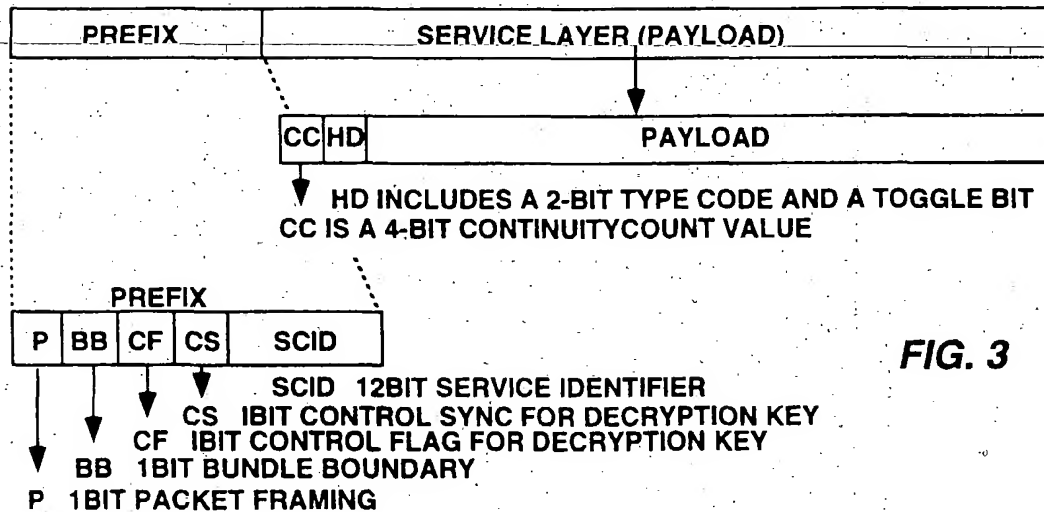 PREFIX SERVICE LAYER (PAYLOAD)
CC HD PAYLOAD
HD INCLUDES A 2-BIT TYPE CODE AND A TOGGLE BIT
CC IS A 4-BIT CONTINUITYCOUNT VALUE
PREFIX
P BB CF CS SCID
FIG. 3
SCID 12BIT SERVICE IDENTIFIER
CS IBIT CONTROL SYNC FOR DECRYPTION KEY
CF IBIT CONTROL FLAG FOR DECRYPTION KEY
BB 1BIT BUNDLE BOUNDARY
P 1BIT PACKET FRAMING